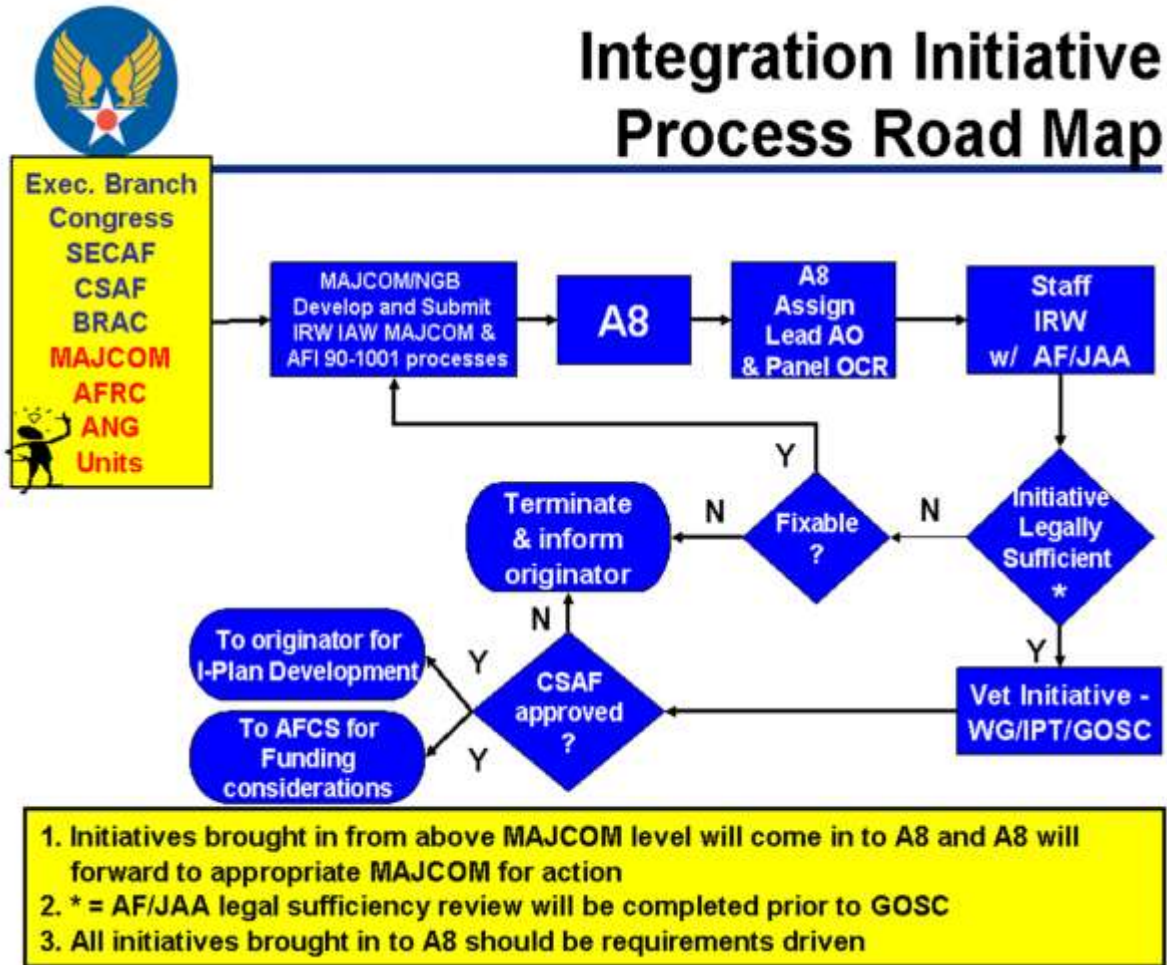 Integration Initiative
Process Road Map
Exec. Branch
Congress
SECAF
CSAF
BRAC
MAJCOM
AFRC
ANG
Units
MAJCOM/NGB
Develop and Submit
IRW IAW MAJCOM &
AFI 90-1001 processes
A8
A8
Assign
Lead AO
& Panel OCR
Staff
IRW
w/ AF/JAA
Initiative
Legally
Sufficient
*
N
Y
Fixable
?
Y
N
Terminate
& inform
originator
Vet Initiative -
WG/IPT/GOSC
CSAF
approved
?
N
Y
Y
To originator for
I-Plan Development
To AFCS for
Funding
considerations
1. Initiatives brought in from above MAJCOM level will come in to A8 and A8 will
forward to appropriate MAJCOM for action
2. * = AF/JAA legal sufficiency review will be completed prior to GOSC
3. All initiatives brought in to A8 should be requirements driven